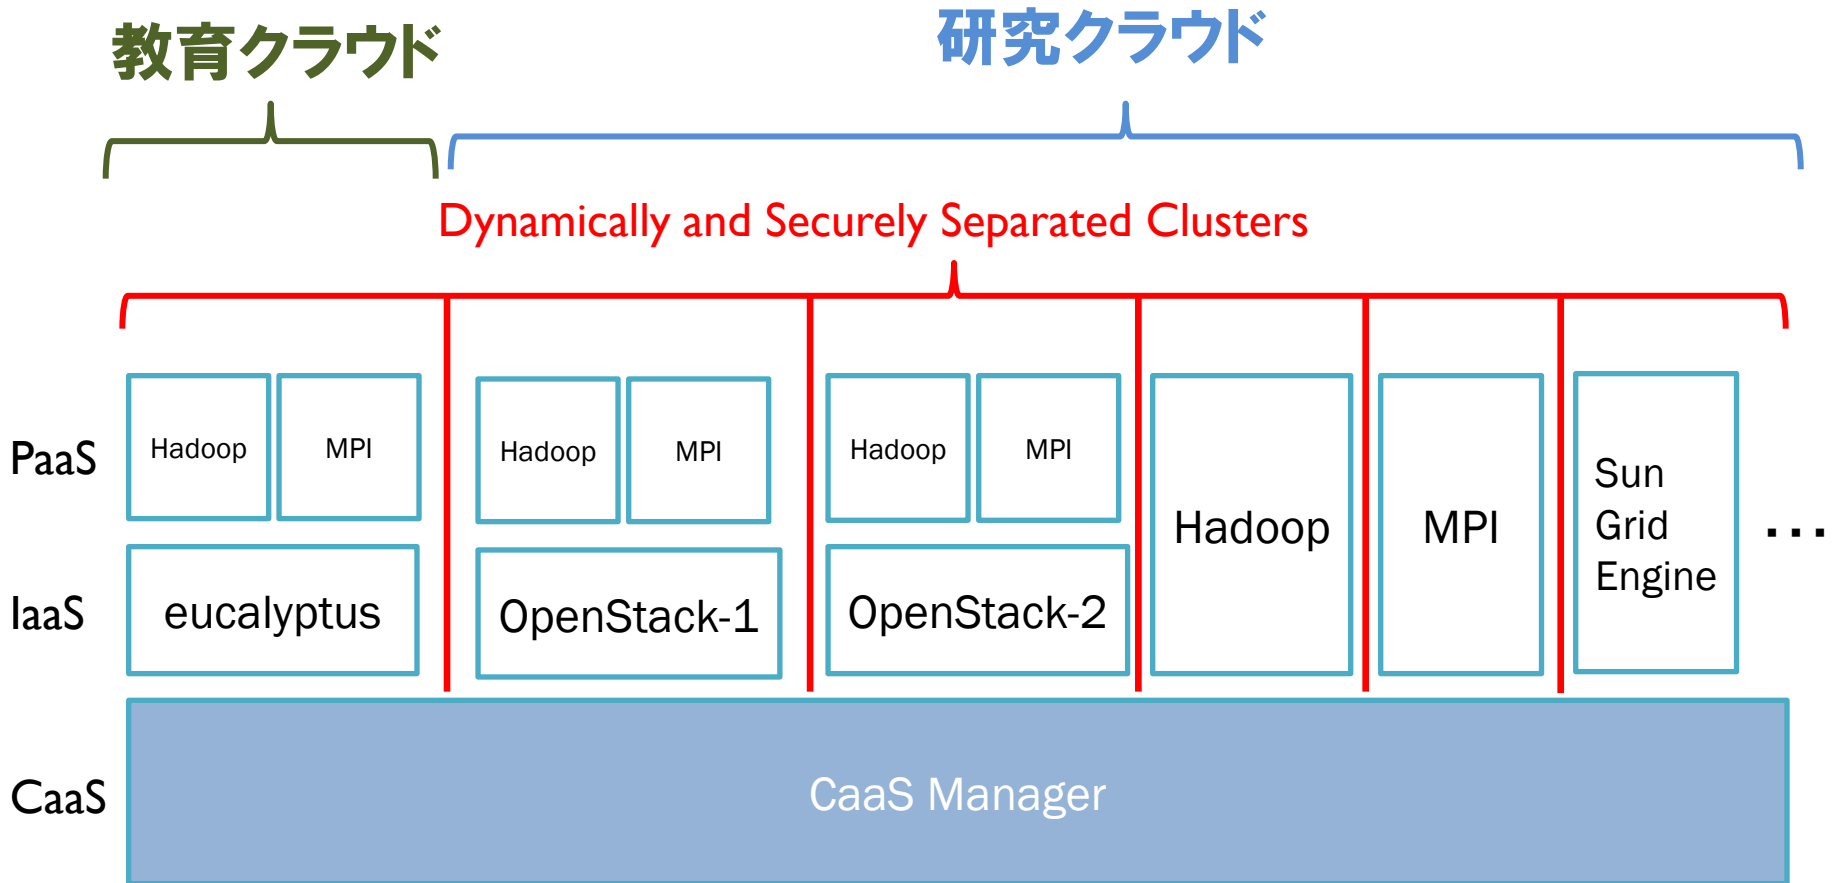 教育クラウド
研究クラウド
Dynamically and Securely Separated Clusters
PaaS
Hadoop
MPI
Hadoop
MPI
Hadoop
MPI
Hadoop
MPI
Sun
Grid
Engine
...
IaaS
eucalyptus
OpenStack-1
OpenStack-2
CaaS
CaaS Manager